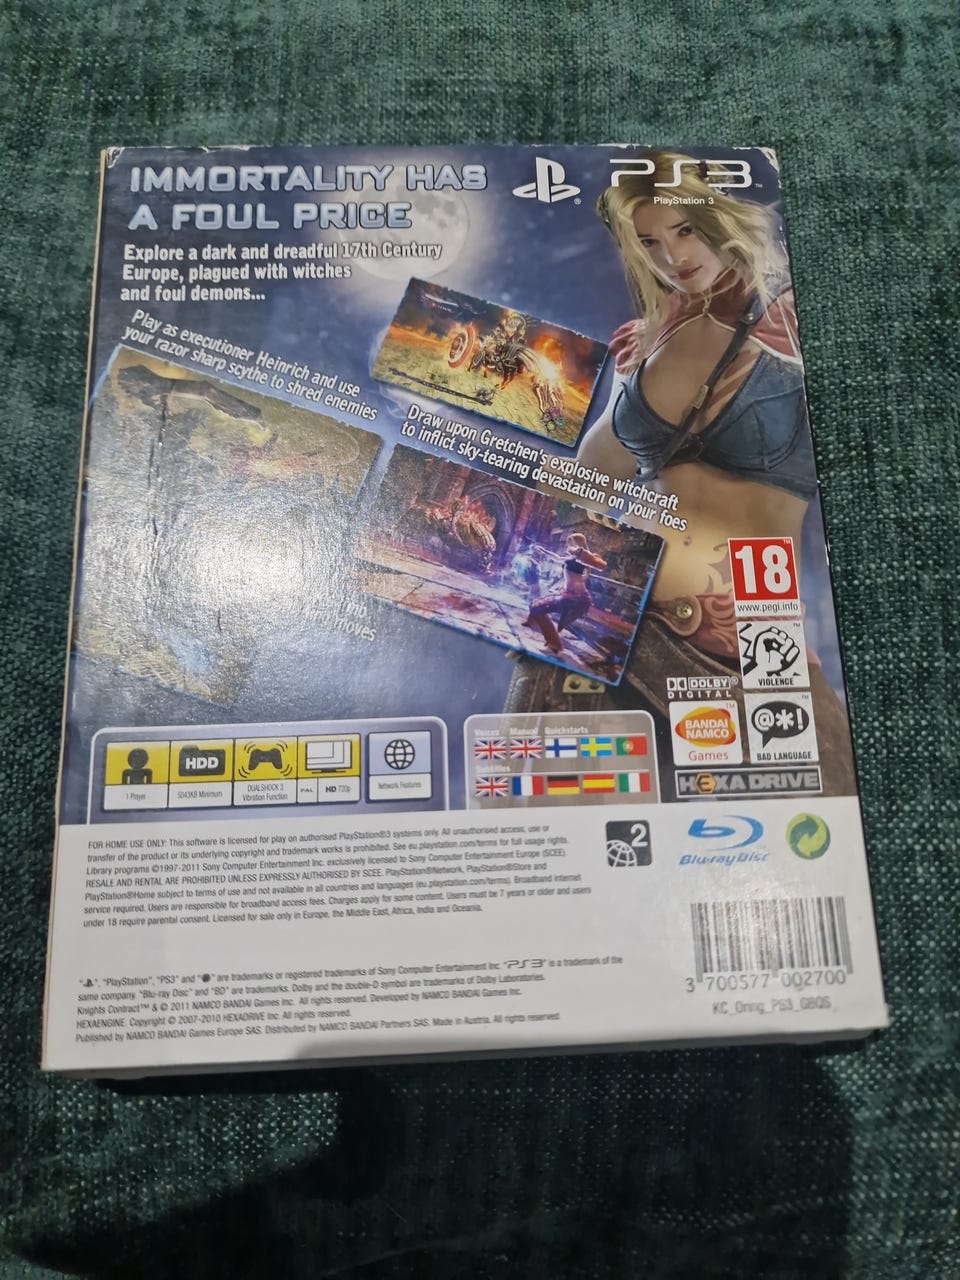 IMMORTALITY HAS
A FOUL PRICE
Explore a dark and dreadful 17th Century
Europe, plagued with witches
and foul demons...
PS3™
PlayStation 3
Play as executioner Heinrich and use
your razor sharp scythe to shred enemies
Draw upon Gretchen's explosive witchcraft
to inflict sky-tearing devastation on your foes
moves
18
www.pegi.info
VIOLENCE
DOLBY®
DIGITAL
BANDAI
NAMCO
Games
@*!
BAD LANGUAGE
HEXADRIVE
1 Player
HDD
5043KB Minimum
DUALSHOCK 3
Vibration Function
PAL HD 720p
Network Features
Voices Manual Quickstarts
Subtitles
FOR HOME USE ONLY: This software is licensed for play on authorised PlayStation®3 systems only. All unauthorised access, use or
transfer of the product or its underlying copyright and trademark works is prohibited. See eu.playstation.com/terms for full usage rights.
Library programs ©1997-2011 Sony Computer Entertainment Inc. exclusively licensed to Sony Computer Entertainment Europe (SCEE).
RESALE AND RENTAL ARE PROHIBITED UNLESS EXPRESSLY AUTHORISED BY SCEE. PlayStation®Network, PlayStation®Store and
PlayStation®Home subject to terms of use and not available in all countries and languages (eu.playstation.com/terms). Broadband internet
service required. Users are responsible for broadband access fees. Charges apply for some content. Users must be 7 years or older and users
under 18 require parental consent. Licensed for sale only in Europe, the Middle East, Africa, India and Oceania.
2
Blu-ray Disc
"PlayStation", "PS3" and " " are trademarks or registered trademarks of Sony Computer Entertainment Inc. "PS3" is a trademark of the
same company. "Blu-ray Disc" and "BD" are trademarks. Dolby and the double-D symbol are trademarks of Dolby Laboratories.
Knights Contract™ & © 2011 NAMCO BANDAI Games Inc. All rights reserved. Developed by NAMCO BANDAI Games Inc.
HEXAENGINE. Copyright © 2007-2010 HEXADRIVE Inc. All rights reserved.
Published by NAMCO BANDAI Games Europe SAS. Distributed by NAMCO BANDAI Partners SAS. Made in Austria. All rights reserved.
3 700577 002700
KC_Oring_PS3_GBQS